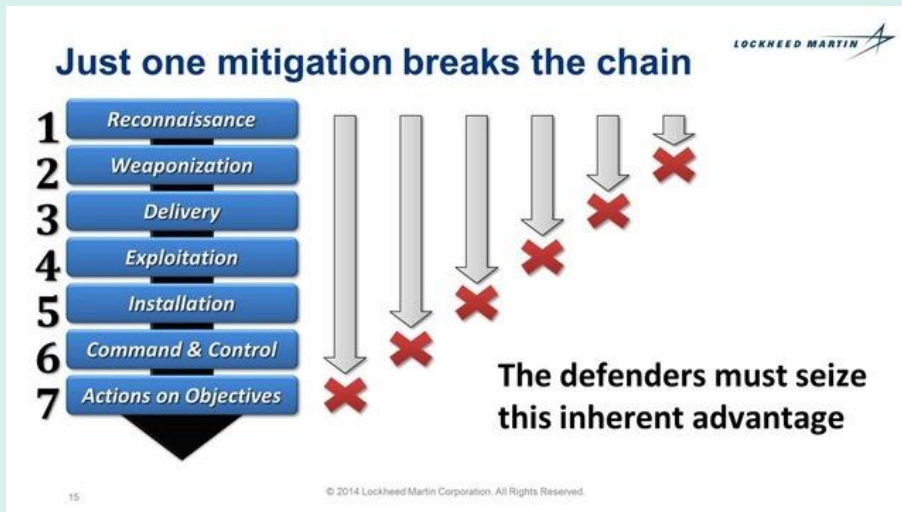 LOCKHEED MARTIN
Just one mitigation breaks the chain
1 Reconnaissance
2 Weaponization
3 Delivery
4 Exploitation
5 Installation
6 Command & Control
7 Actions on Objectives
The defenders must seize
this inherent advantage
15
© 2014 Lockheed Martin Corporation. All Rights Reserved.